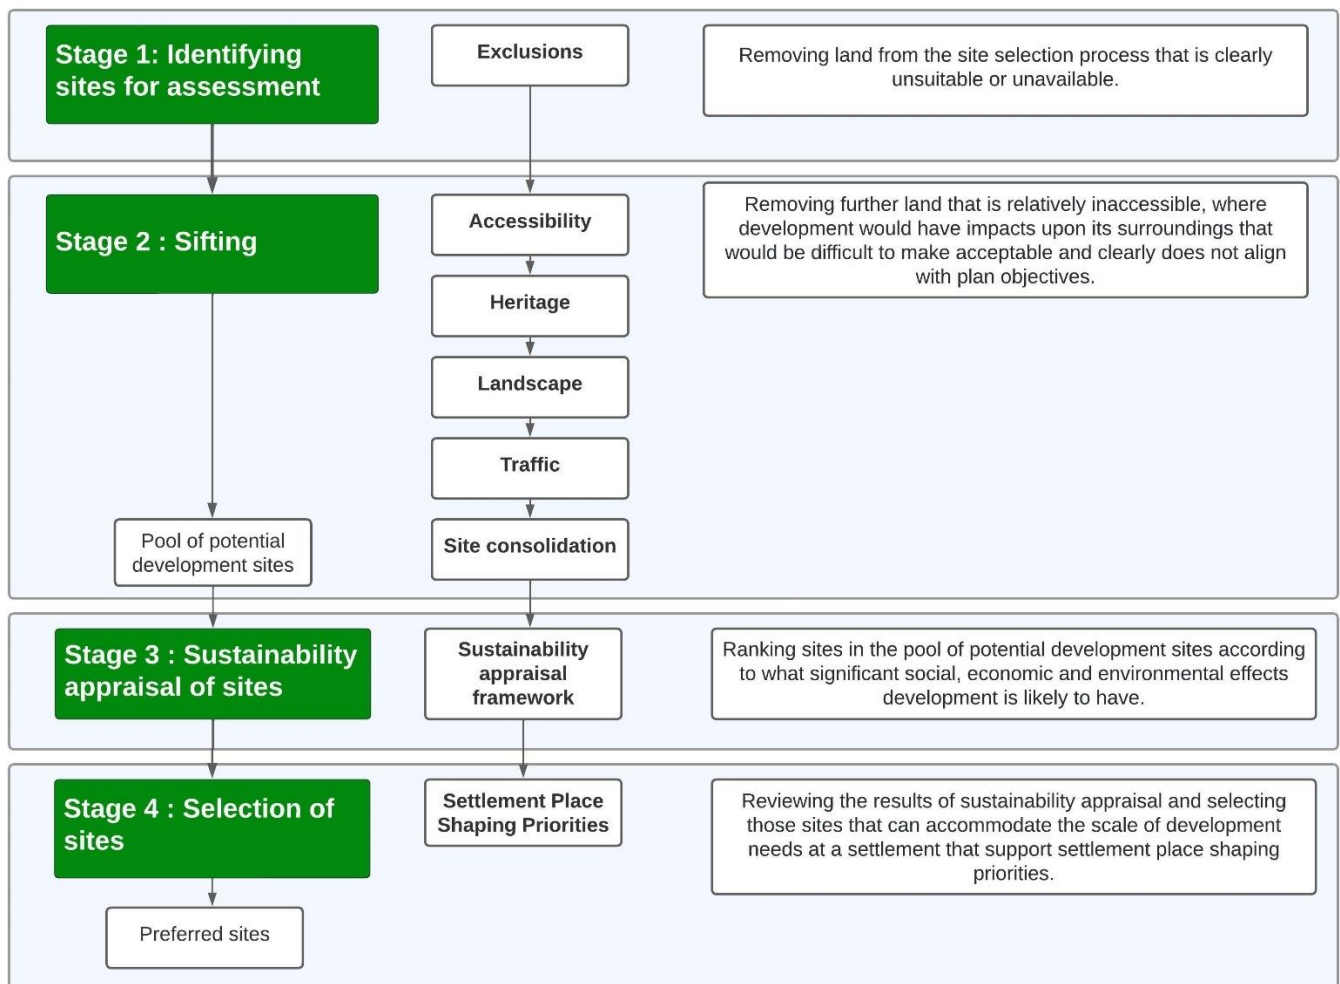 Stage 1: Identifying
sites for assessment
Exclusions
Removing land from the site selection process that is clearly
unsuitable or unavailable.
Stage 2 : Sifting
Accessibility
Removing further land that is relatively inaccessible, where
development would have impacts upon its surroundings that
would be difficult to make acceptable and clearly does not align
with plan objectives.
Heritage
Landscape
Traffic
Site consolidation
Pool of potential
development sites
Stage 3 : Sustainability
appraisal of sites
Sustainability
appraisal
framework
Ranking sites in the pool of potential development sites according
to what significant social, economic and environmental effects
development is likely to have.
Stage 4 : Selection of
sites
Settlement Place
Shaping Priorities
Reviewing the results of sustainability appraisal and selecting
those sites that can accommodate the scale of development
needs at a settlement that support settlement place shaping
priorities.
Preferred sites